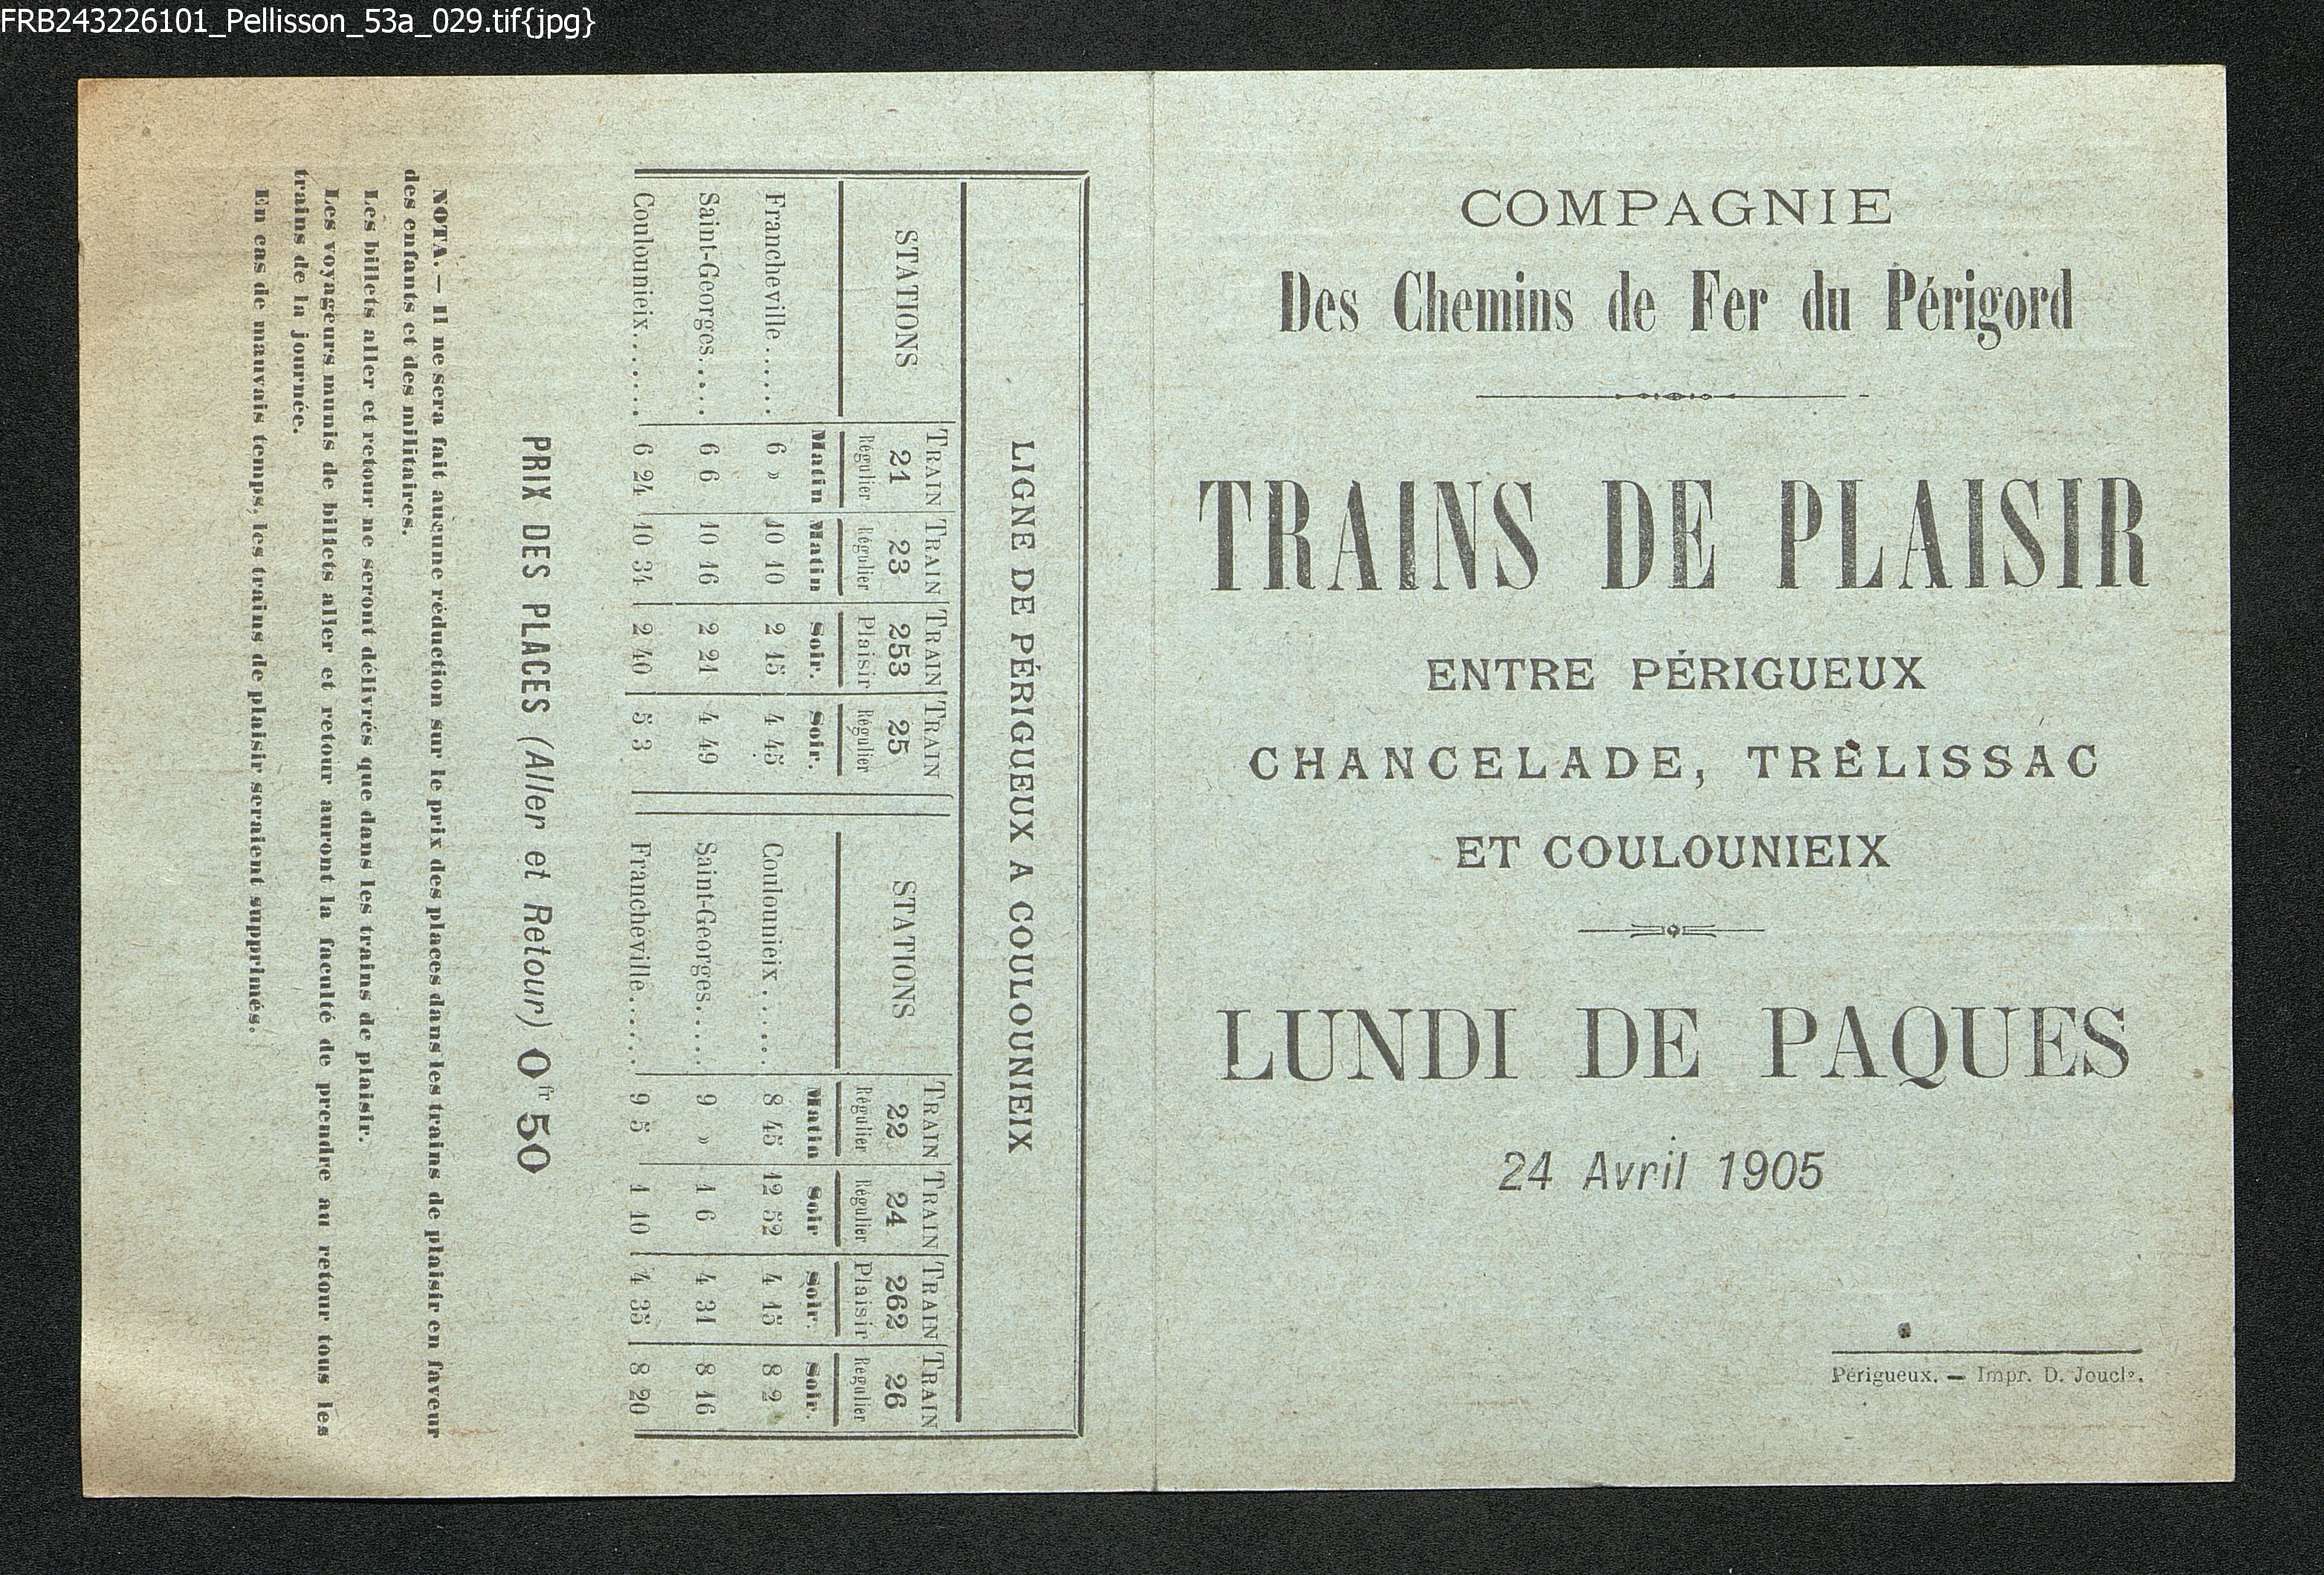 FRB243226101_Pellisson_53a_029.tif{jpg}
COMPAGNIE
Des Chemins de Fer du Périgord
TRAINS DE PLAISIR
ENTRE PÉRIGUEUX
CHANCELADE, TRÉLISSAC
ET COULOUNIEIX
LUNDI DE PAQUES
24 Avril 1905
Périgueux. — Impr. D. Joucla.
LIGNE DE PÉRIGUEUX A COULOUNIEIX
STATIONS TRAIN 21 Régulier TRAIN 23 Régulier TRAIN 253 Plaisir TRAIN 25 Régulier
Matin Matin Soir. Soir.
Francheville...... 6 » 10 10 2 15 4 45
Saint-Georges..... 6 6 10 16 2 21 4 49
Coulounieix....... 6 24 10 34 2 40 5 3
STATIONS TRAIN 22 Régulier TRAIN 24 Régulier TRAIN 262 Plaisir TRAIN 26 Régulier
Matin Soir Soir. Soir.
Coulounieix...... 8 45 12 52 4 15 8 2
Saint-Georges..... 9 » 1 6 4 31 8 16
Francheville...... 9 5 1 10 4 35 8 20
PRIX DES PLACES (Aller et Retour) 0 fr 50
NOTA. — Il ne sera fait aucune réduction sur le prix des places dans les trains de plaisir en faveur
des enfants et des militaires.
Les billets aller et retour ne seront délivrés que dans les trains de plaisir.
Les voyageurs munis de billets aller et retour auront la faculté de prendre au retour tous les
trains de la journée.
En cas de mauvais temps, les trains de plaisir seraient supprimés.